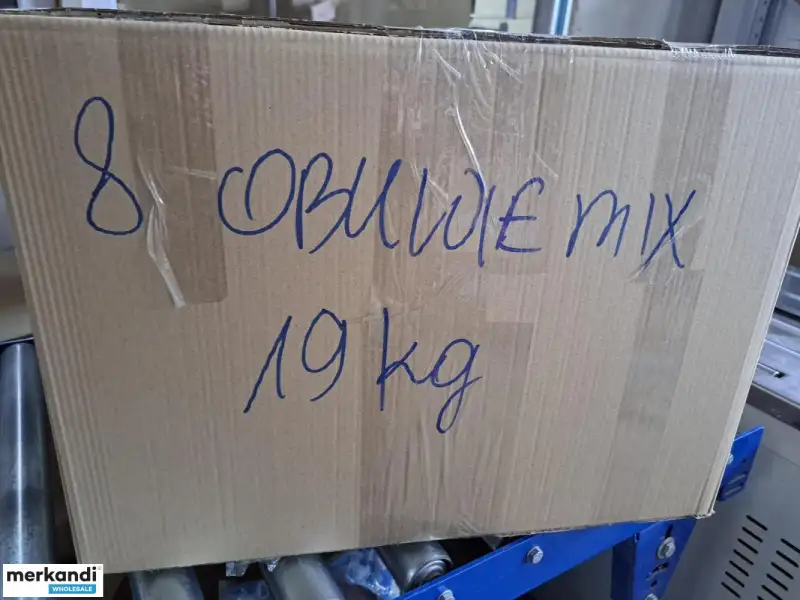 8 OBUWIE MIX
19 kg
merkandi
WHOLESALE